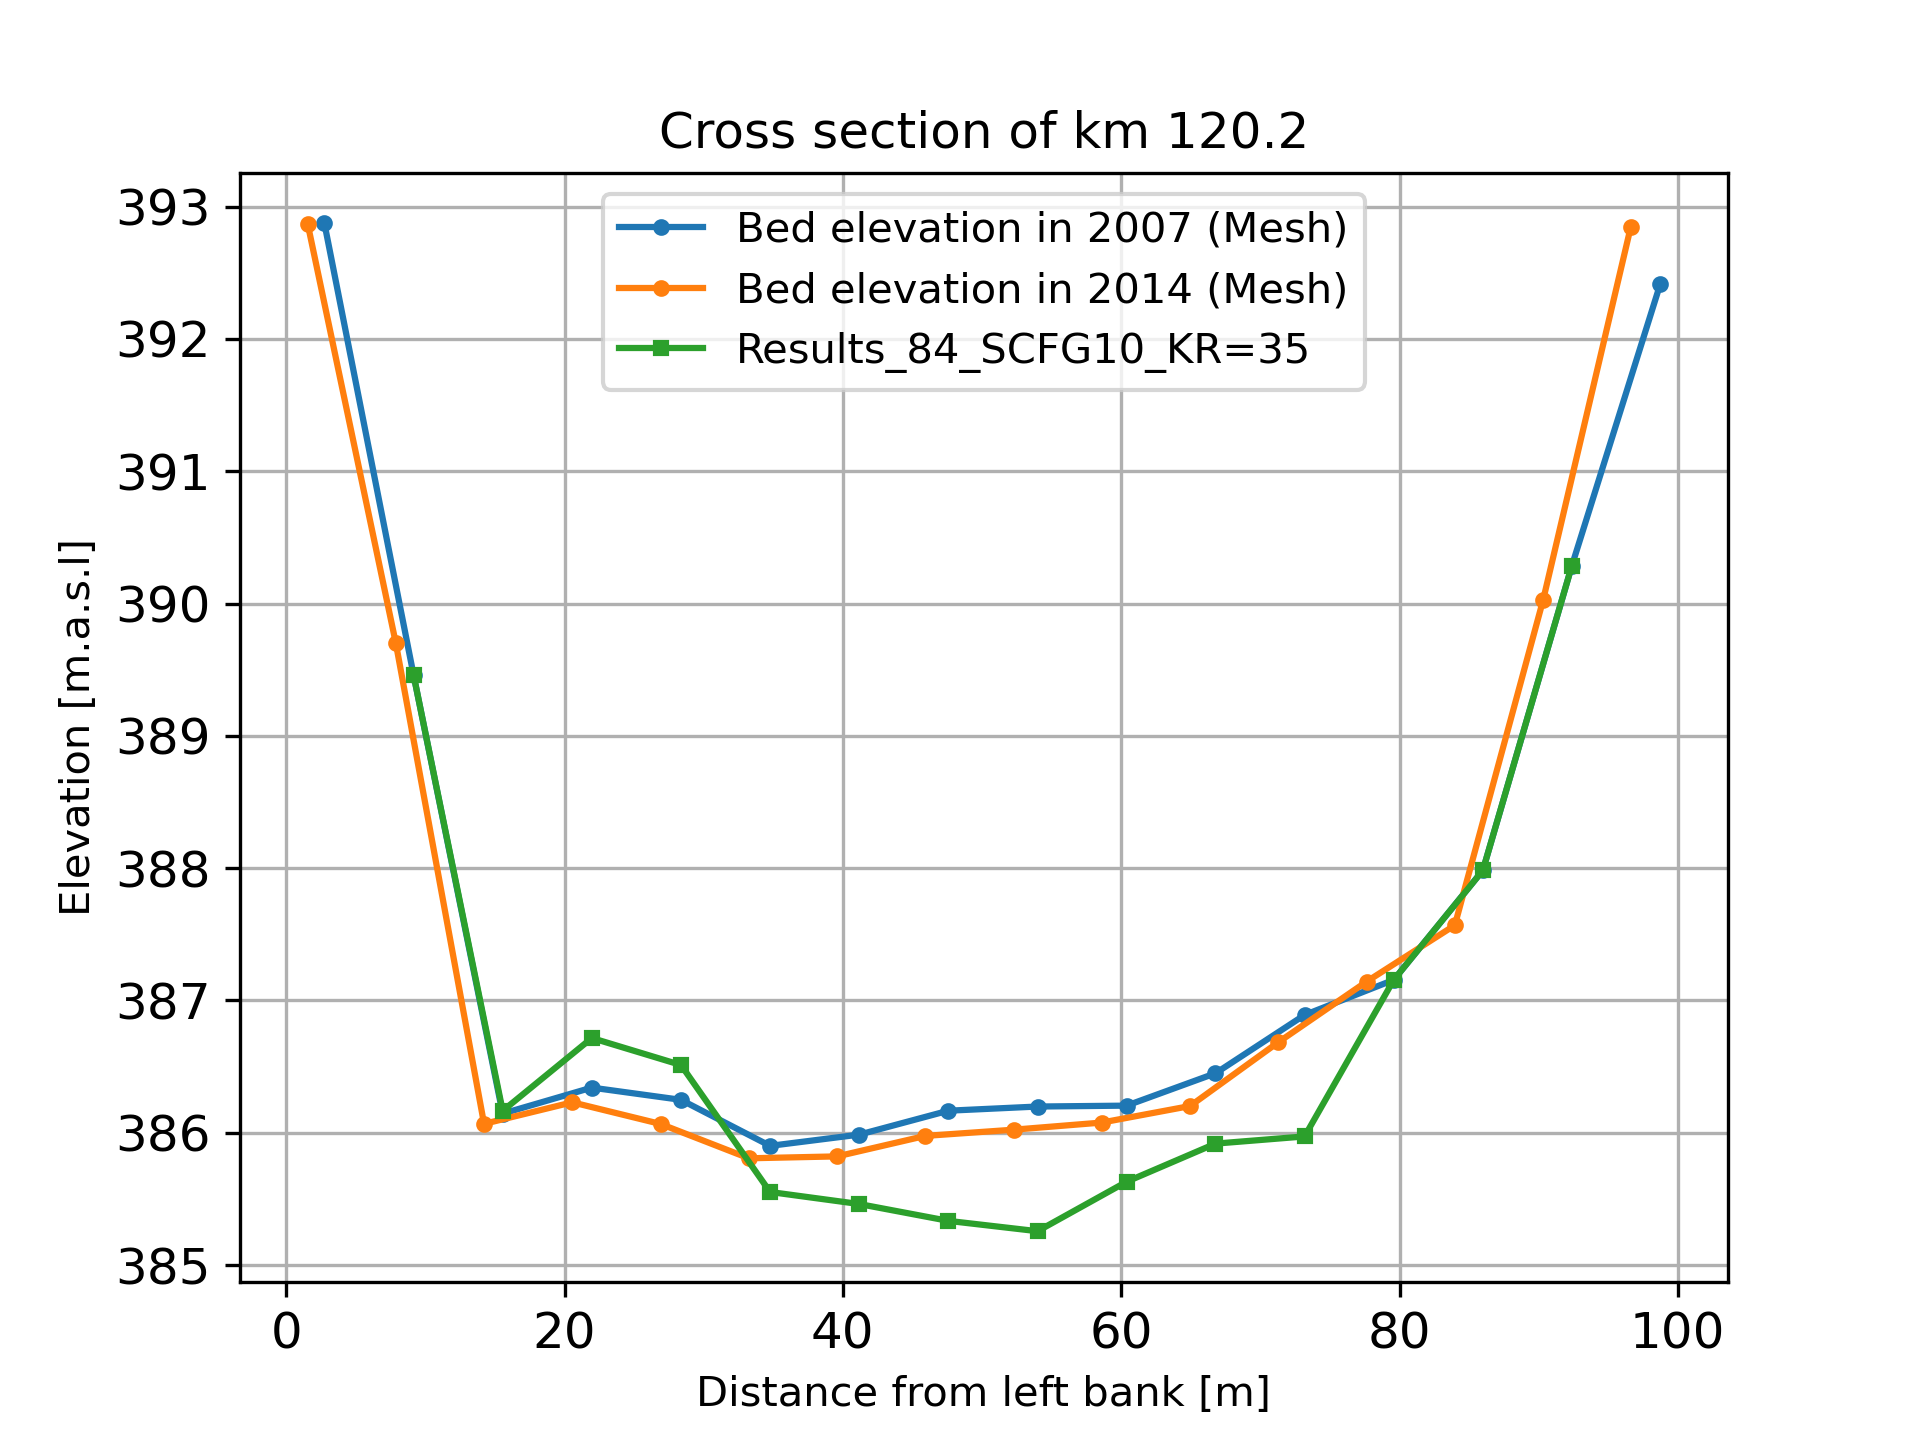 Cross section of km 120.2
Bed elevation in 2007 (Mesh)
Bed elevation in 2014 (Mesh)
Results_84_SCFG10_KR=35
393
392
391
390
389
388
387
386
385
Elevation [m.a.s.l]
0 20 40 60 80 100
Distance from left bank [m]